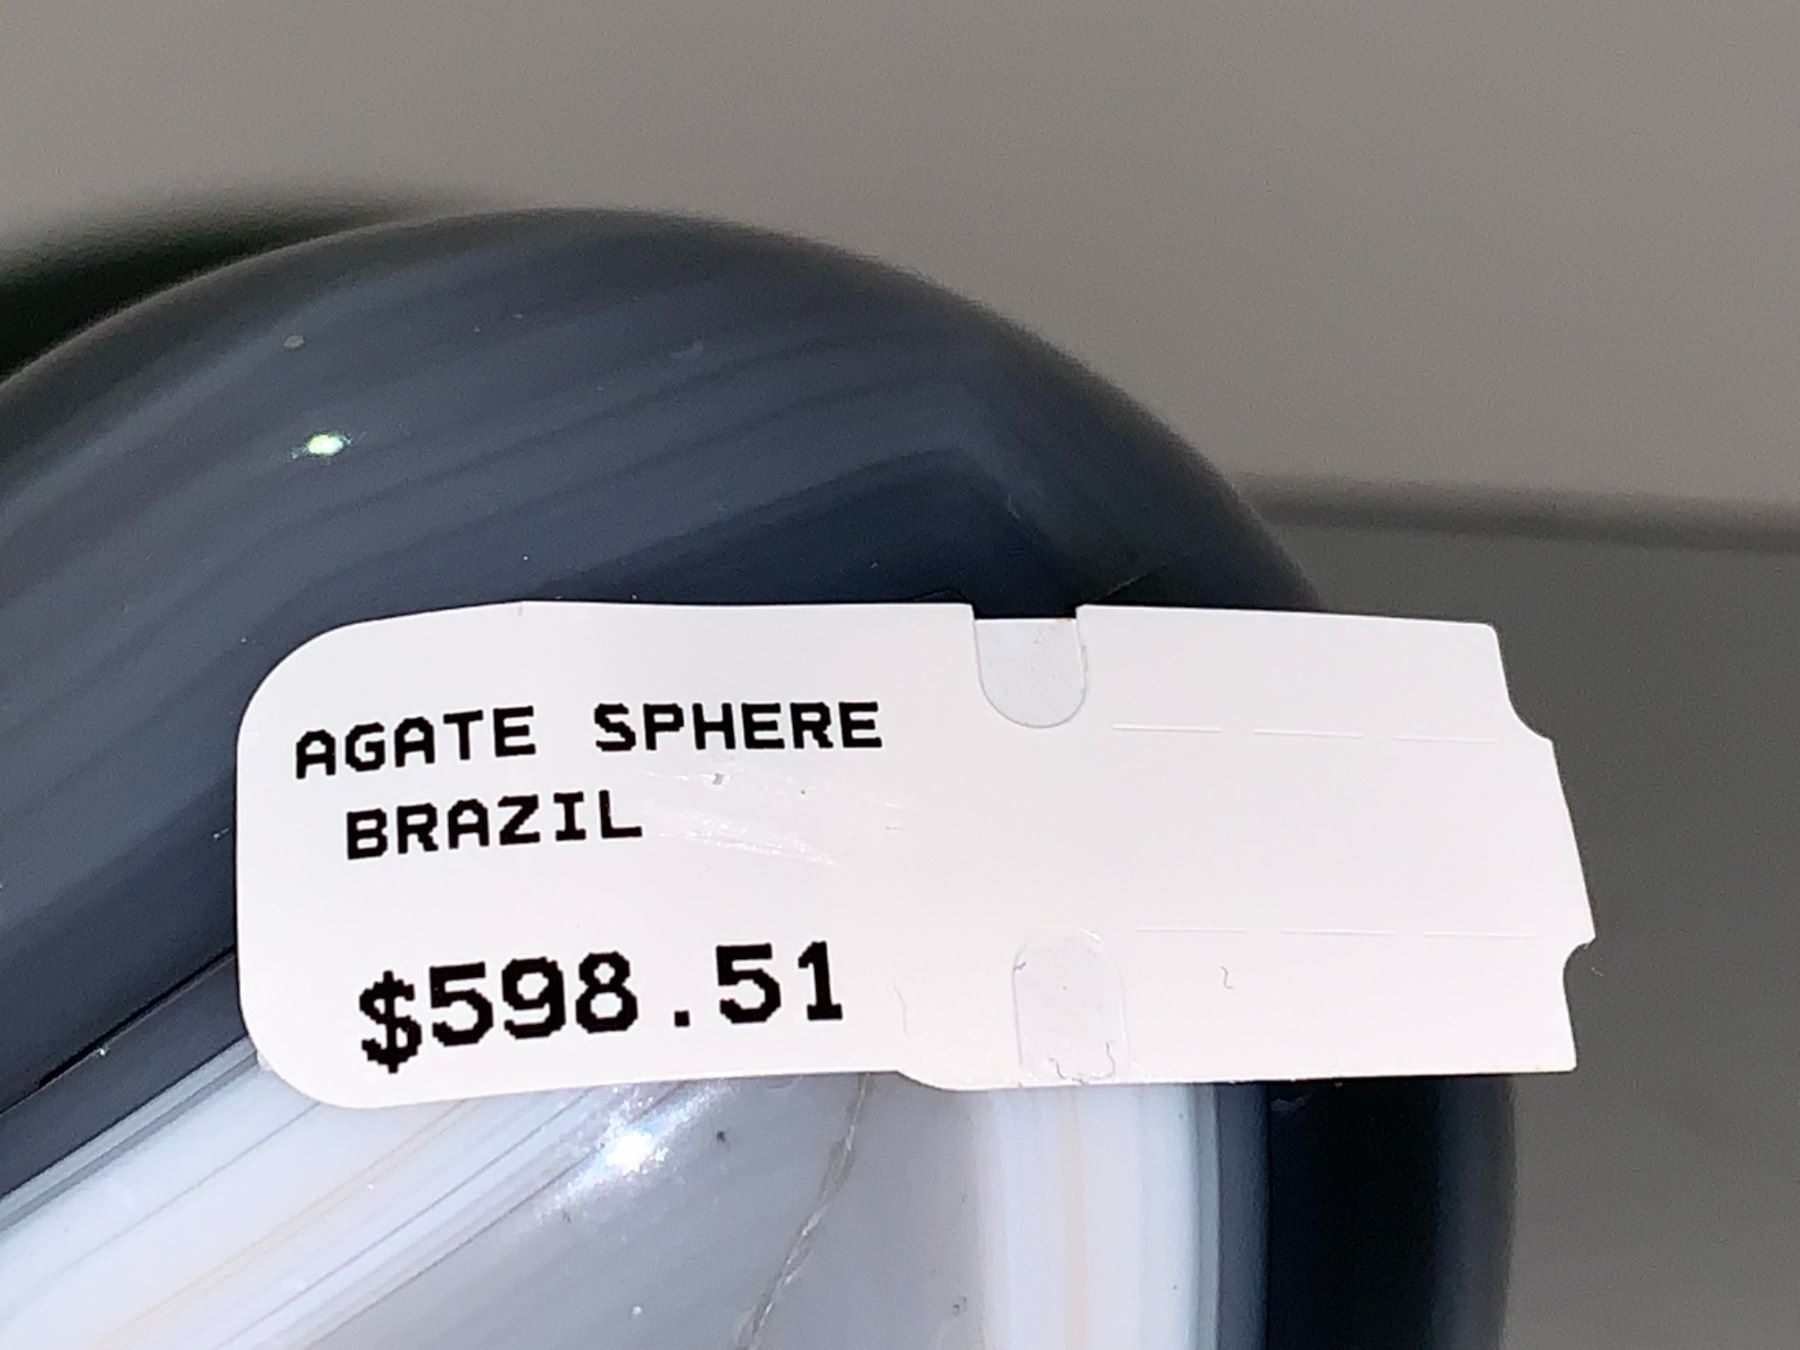 AGATE SPHERE
BRAZIL
$598.51